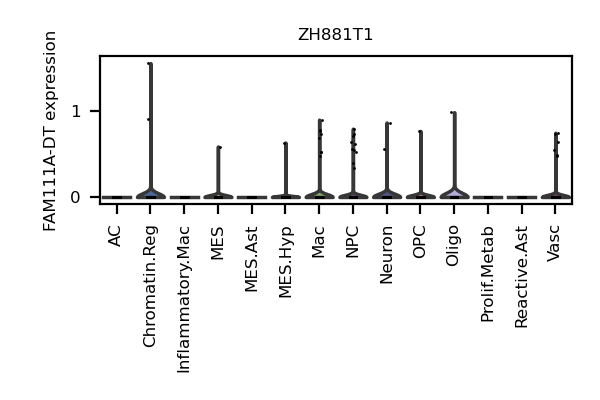 ZH881T1
FAM111A-DT expression
1
0
AC
Chromatin.Reg
Inflammatory.Mac
MES
MES.Ast
MES.Hyp
Mac
NPC
Neuron
OPC
Oligo
Prolif.Metab
Reactive.Ast
Vasc